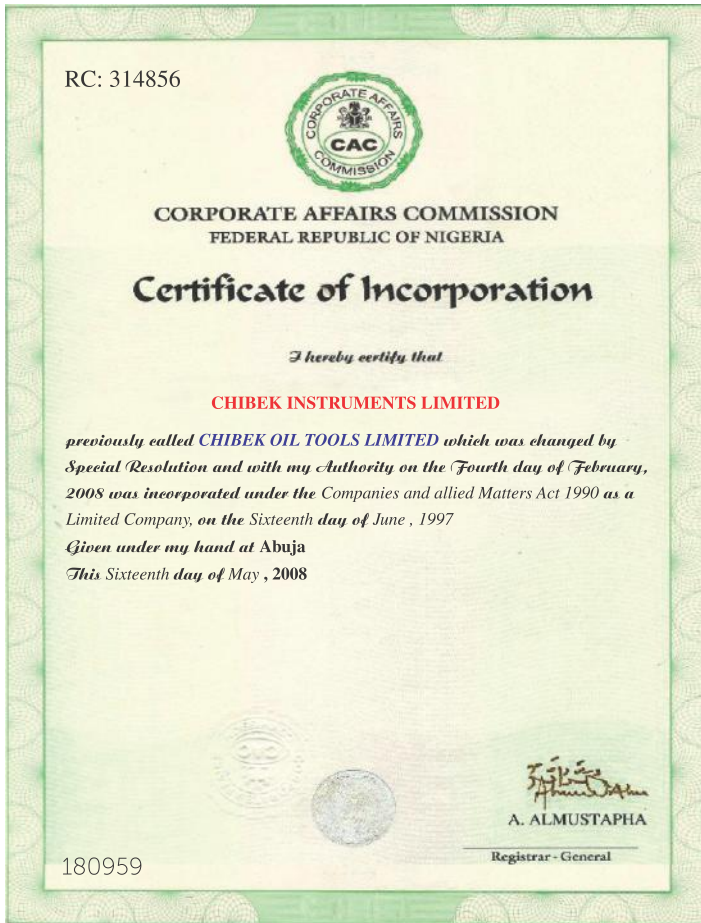 RC: 314856
CORPORATE AFFAIRS COMMISSION
CAC
CORPORATE AFFAIRS COMMISSION
FEDERAL REPUBLIC OF NIGERIA
Certificate of Incorporation
I hereby certify that
CHIBEK INSTRUMENTS LIMITED
previously called CHIBEK OIL TOOLS LIMITED which was changed by
Special Resolution and with my Authority on the Fourth day of February,
2008 was incorporated under the Companies and allied Matters Act 1990 as a
Limited Company, on the Sixteenth day of June , 1997
Given under my hand at Abuja
This Sixteenth day of May , 2008
A. ALMUSTAPHA
Registrar - General
180959